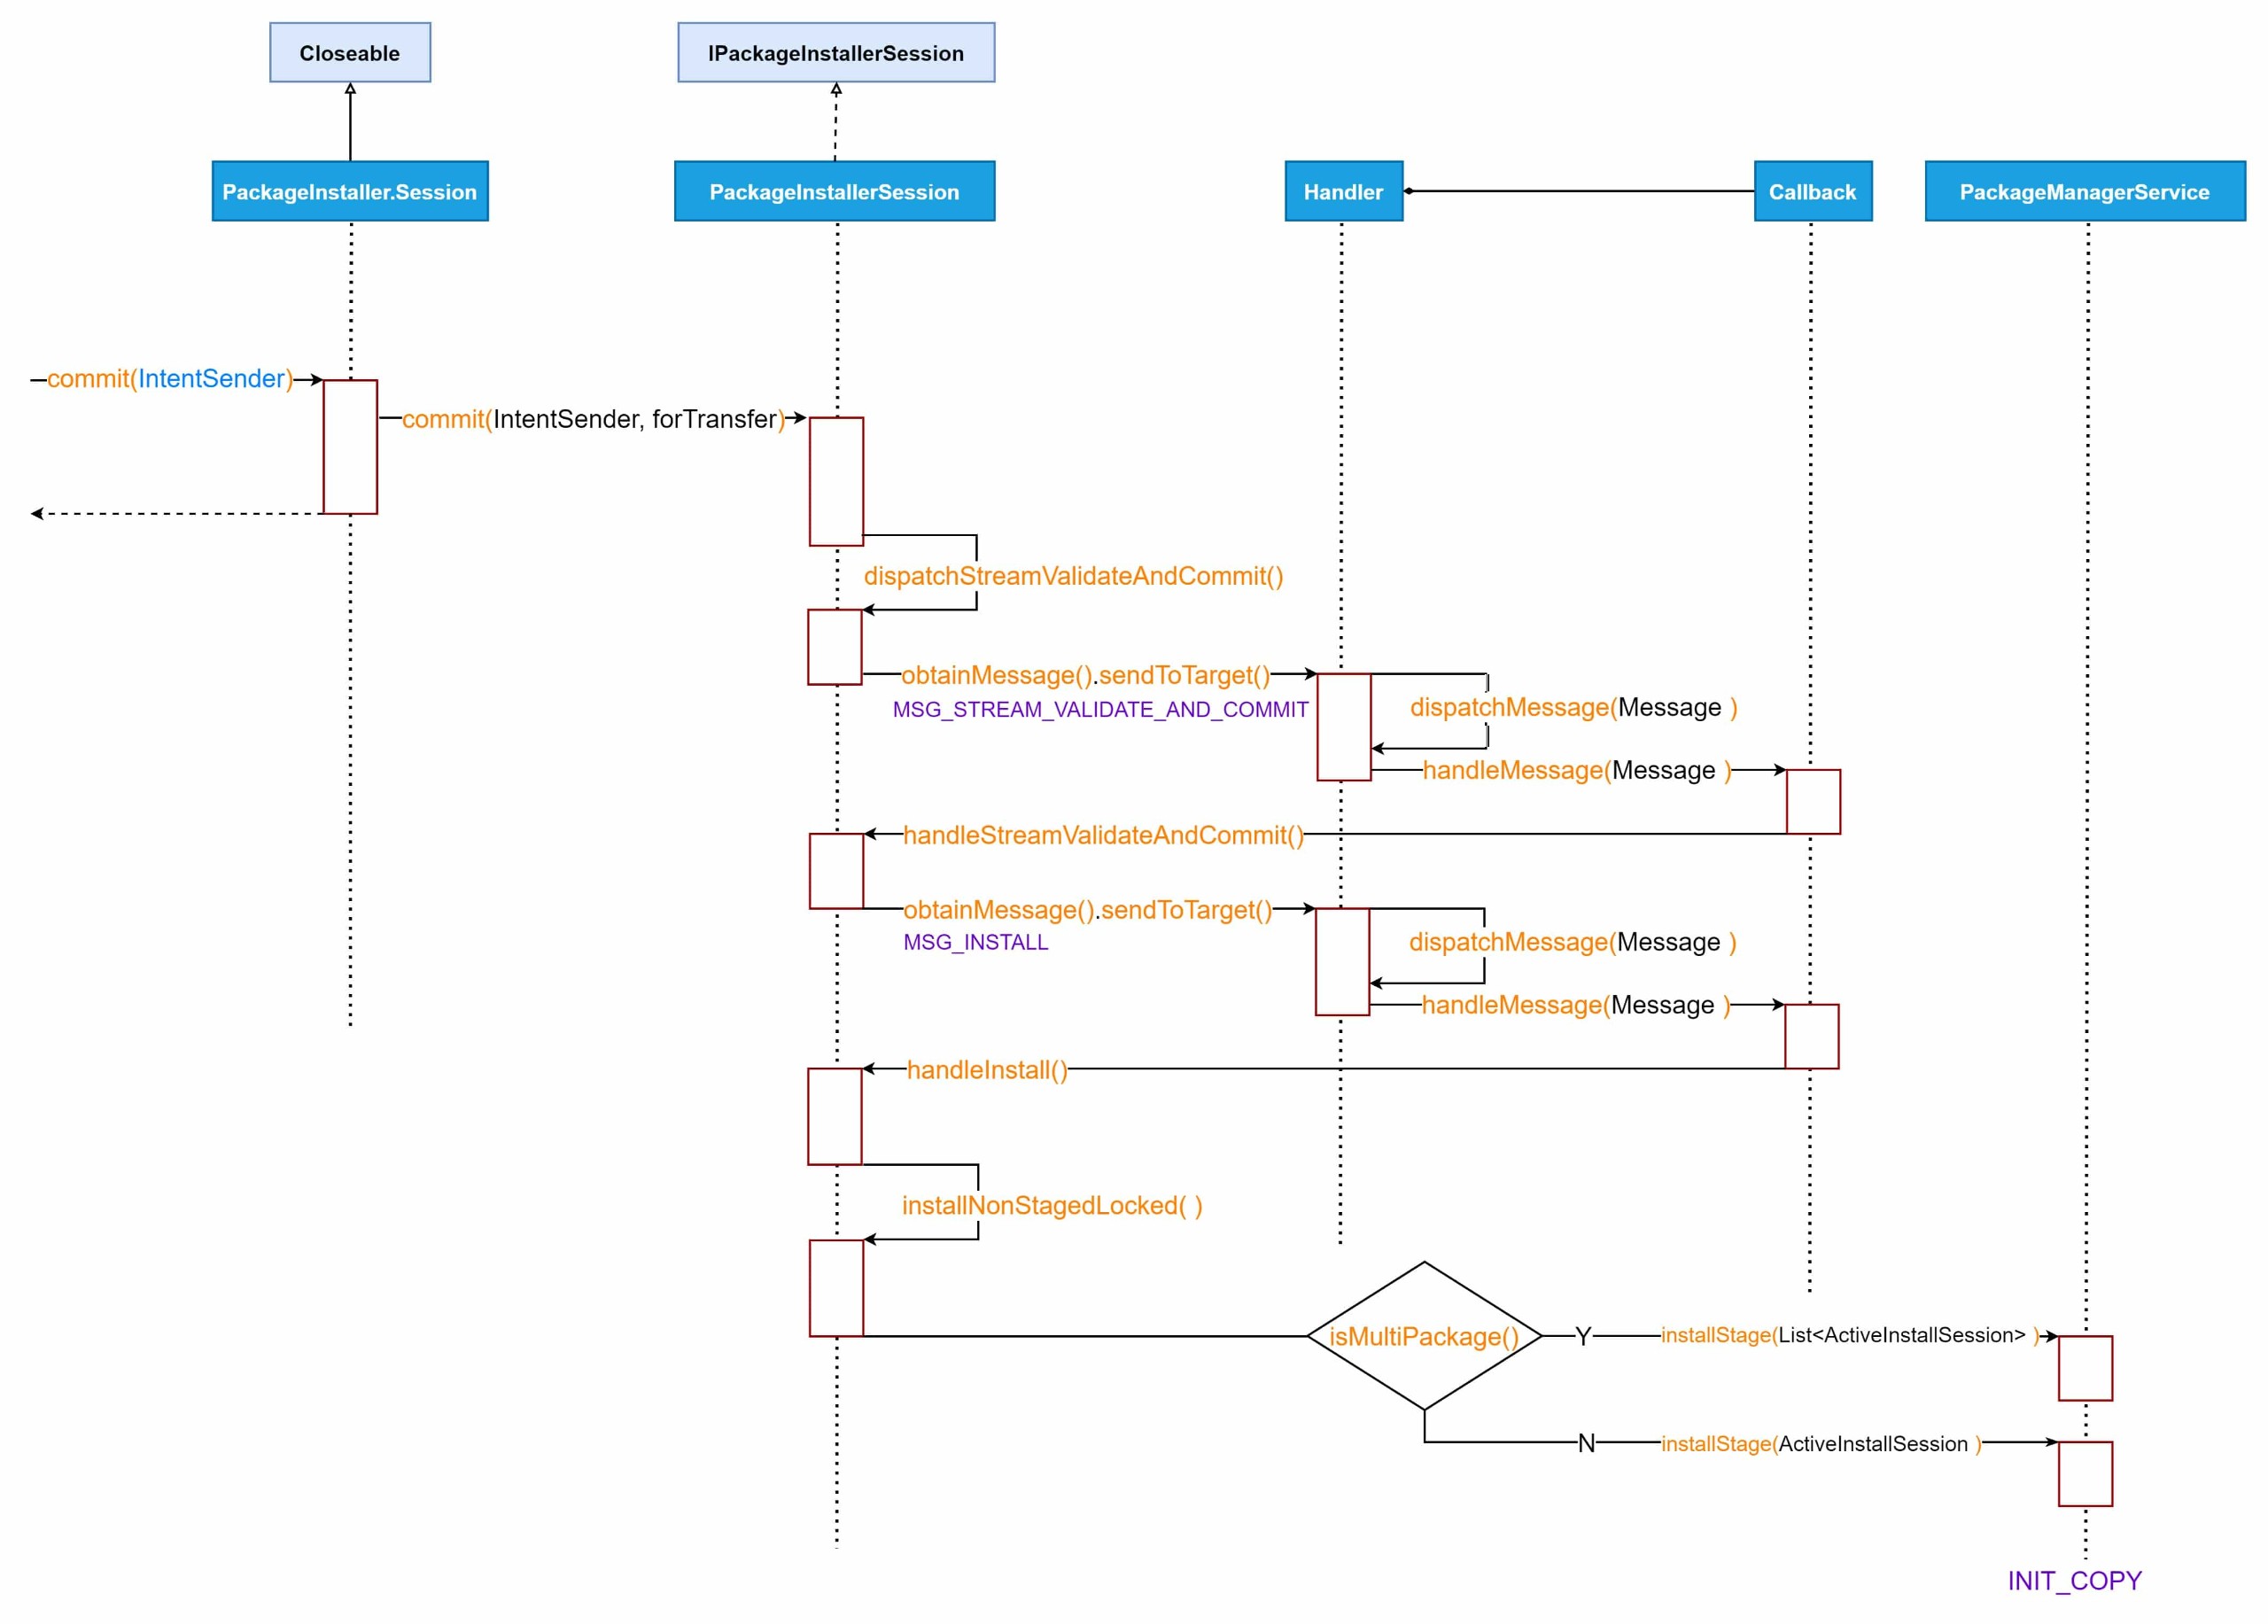 Closeable
IPackageInstallerSession
PackageInstaller.Session
PackageInstallerSession
Handler
Callback
PackageManagerService
commit(IntentSender)
commit(IntentSender, forTransfer)
dispatchStreamValidateAndCommit()
obtainMessage().sendToTarget()
MSG_STREAM_VALIDATE_AND_COMMIT
dispatchMessage(Message )
handleMessage(Message )
handleStreamValidateAndCommit()
obtainMessage().sendToTarget()
MSG_INSTALL
dispatchMessage(Message )
handleMessage(Message )
handleInstall()
installNonStagedLocked( )
isMultiPackage()
Y
installStage(List<ActiveInstallSession> )
N
installStage(ActiveInstallSession )
INIT_COPY